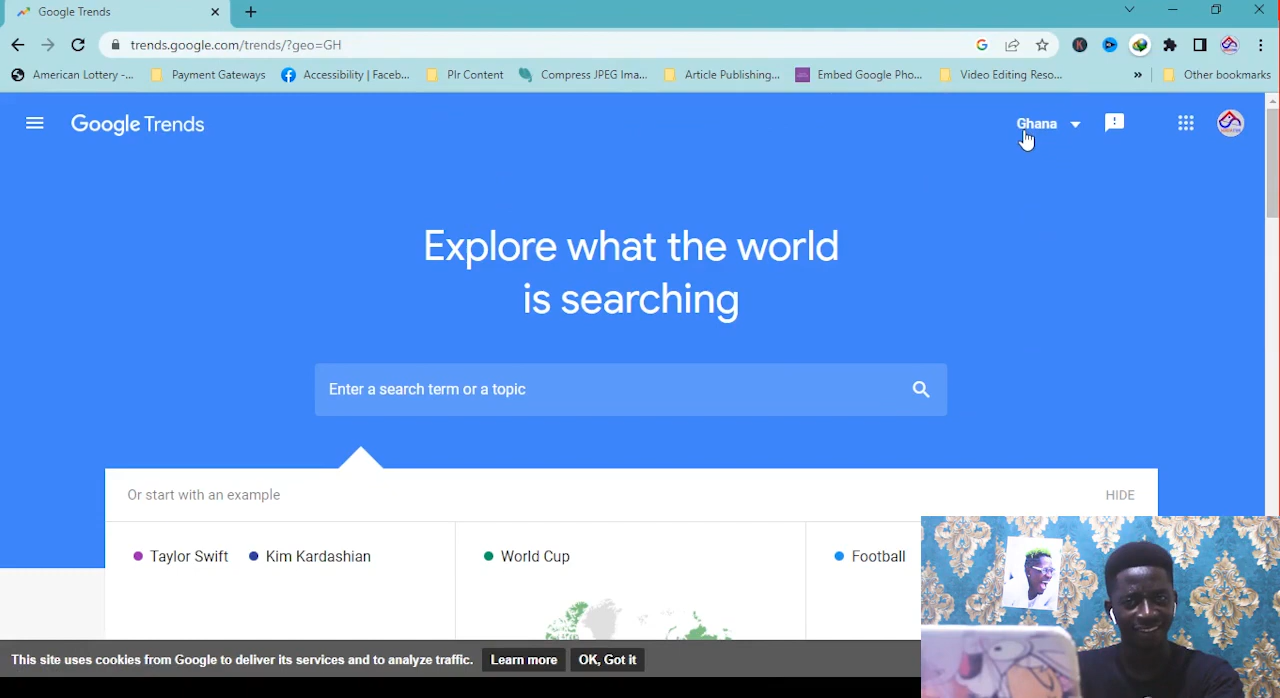 Google Trends
trends.google.com/trends/?geo=GH
American Lottery -... Payment Gateways Accessibility | Faceb... Plr Content Compress JPEG Ima... Article Publishing... Embed Google Pho... Video Editing Reso... » Other bookmarks
Google Trends
Ghana
Explore what the world
is searching
Enter a search term or a topic
Or start with an example
HIDE
Taylor Swift Kim Kardashian
World Cup
Football
This site uses cookies from Google to deliver its services and to analyze traffic. Learn more OK, Got it